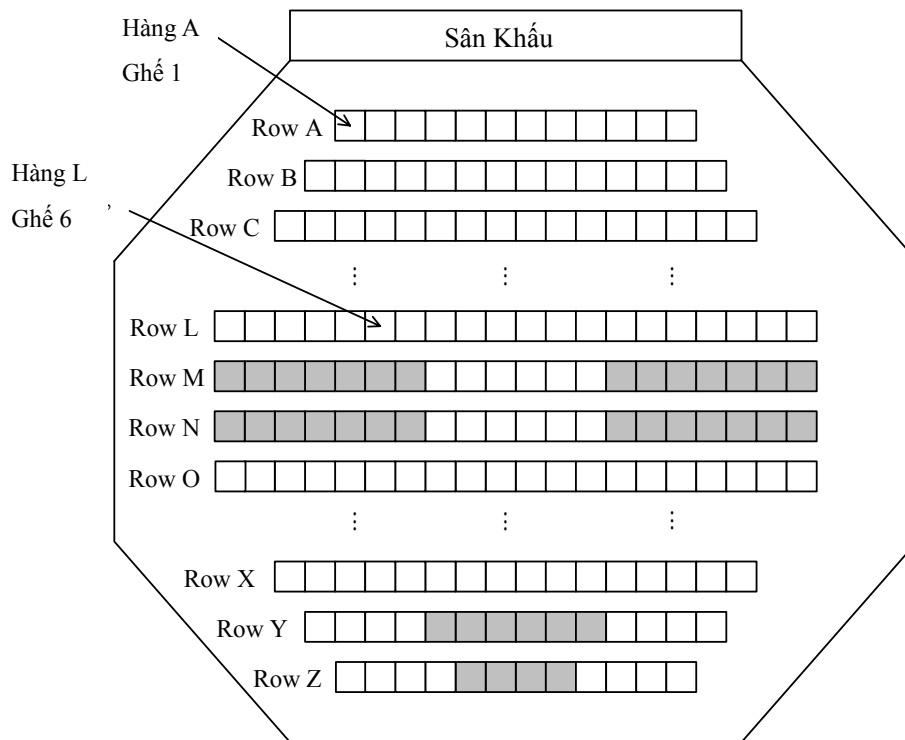 Sân Khấu
Hàng A
Ghế 1
Row A
Row B
Hàng L
Ghế 6
Row C
Row L
Row M
Row N
Row O
Row X
Row Y
Row Z